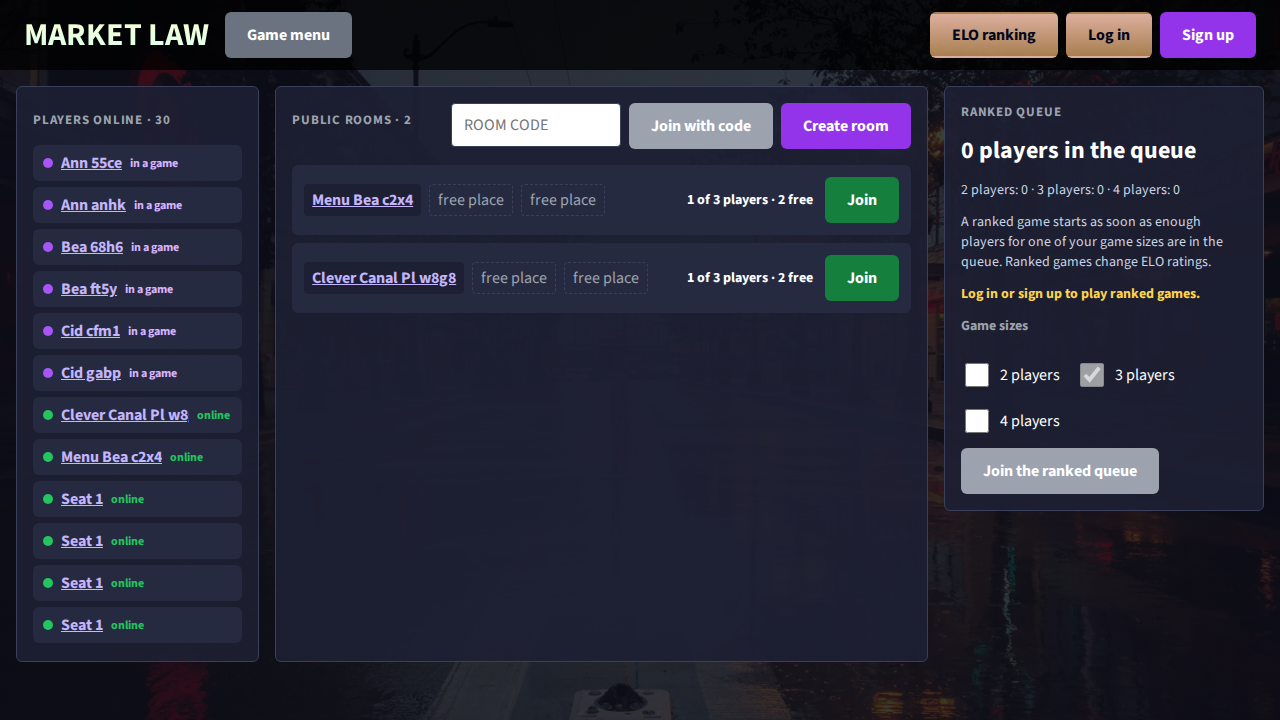 MARKET LAW
Game menu
ELO ranking
Log in
Sign up
PLAYERS ONLINE · 30
Ann 55ce in a game
Ann anhk in a game
Bea 68h6 in a game
Bea ft5y in a game
Cid cfm1 in a game
Cid gabp in a game
Clever Canal Pl w8 online
Menu Bea c2x4 online
Seat 1 online
Seat 1 online
Seat 1 online
Seat 1 online
PUBLIC ROOMS · 2
ROOM CODE
Join with code
Create room
Menu Bea c2x4 free place free place 1 of 3 players · 2 free Join
Clever Canal Pl w8g8 free place free place 1 of 3 players · 2 free Join
RANKED QUEUE
0 players in the queue
2 players: 0 · 3 players: 0 · 4 players: 0
A ranked game starts as soon as enough
players for one of your game sizes are in the
queue. Ranked games change ELO ratings.
Log in or sign up to play ranked games.
Game sizes
2 players 3 players
4 players
Join the ranked queue